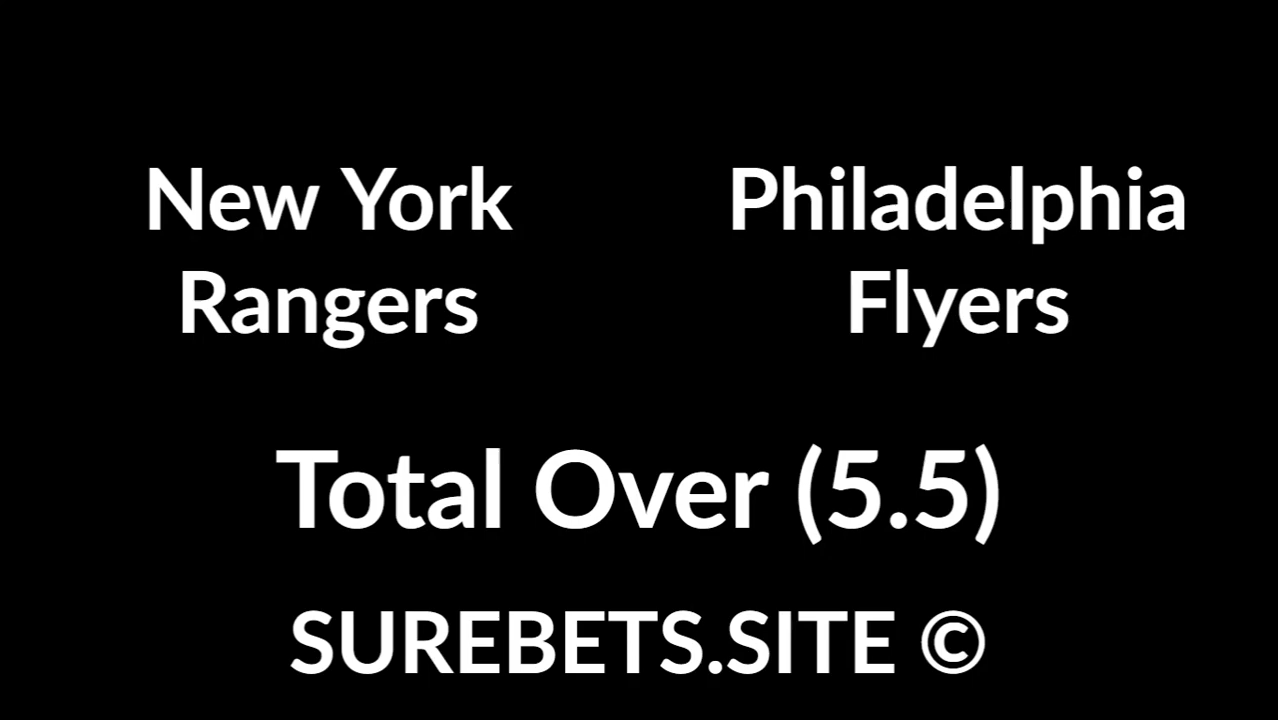 New York
Rangers
Philadelphia
Flyers
Total Over (5.5)
SUREBETS.SITE ©